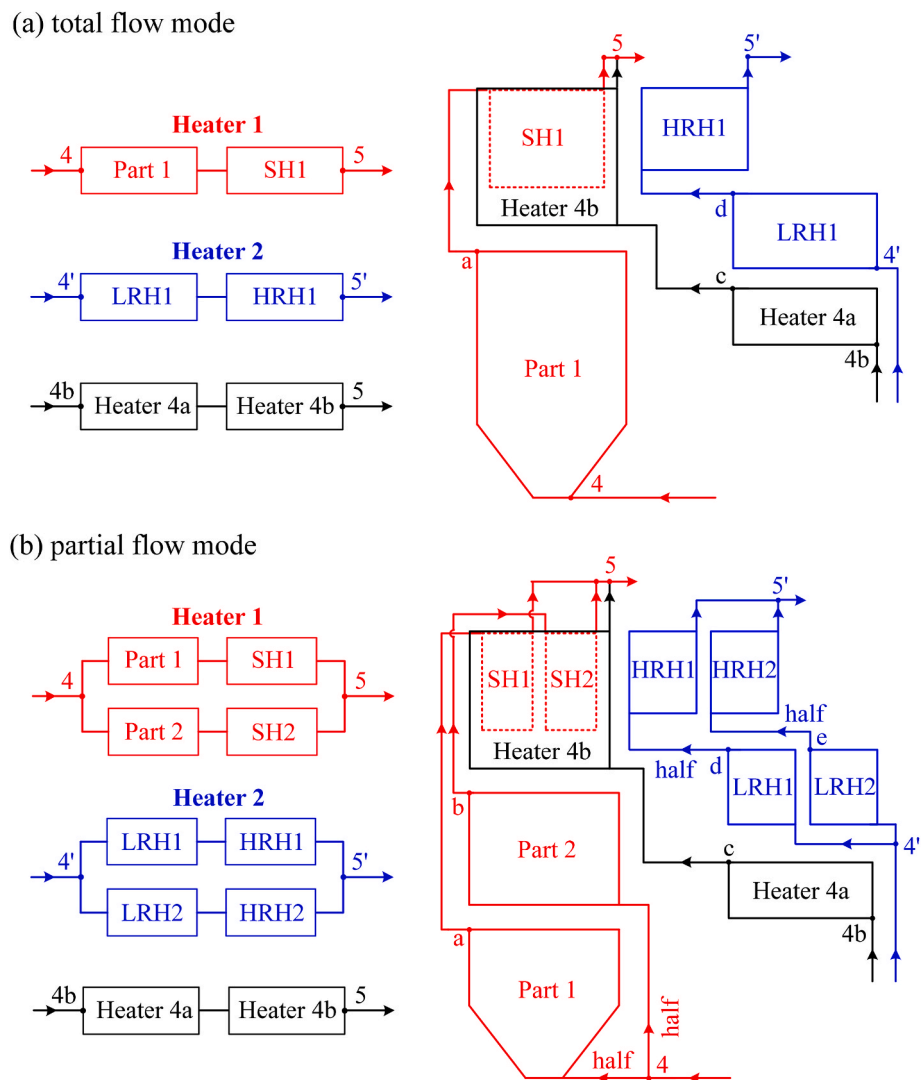 (a) total flow mode
Heater 1
4 Part 1 SH1 5
Heater 2
4' LRH1 HRH1 5'
4b Heater 4a Heater 4b 5
5 5'
SH1 HRH1
Heater 4b
d LRH1 4'
a
c
Heater 4a
4b
Part 1
4
(b) partial flow mode
Heater 1
Part 1 SH1
4 5
Part 2 SH2
Heater 2
LRH1 HRH1
4' 5'
LRH2 HRH2
4b Heater 4a Heater 4b 5
5 5'
SH1 SH2 HRH1 HRH2
half
Heater 4b
e
half d
LRH1 LRH2
b
4'
Part 2
c
Heater 4a
4b
a
Part 1
half
half 4